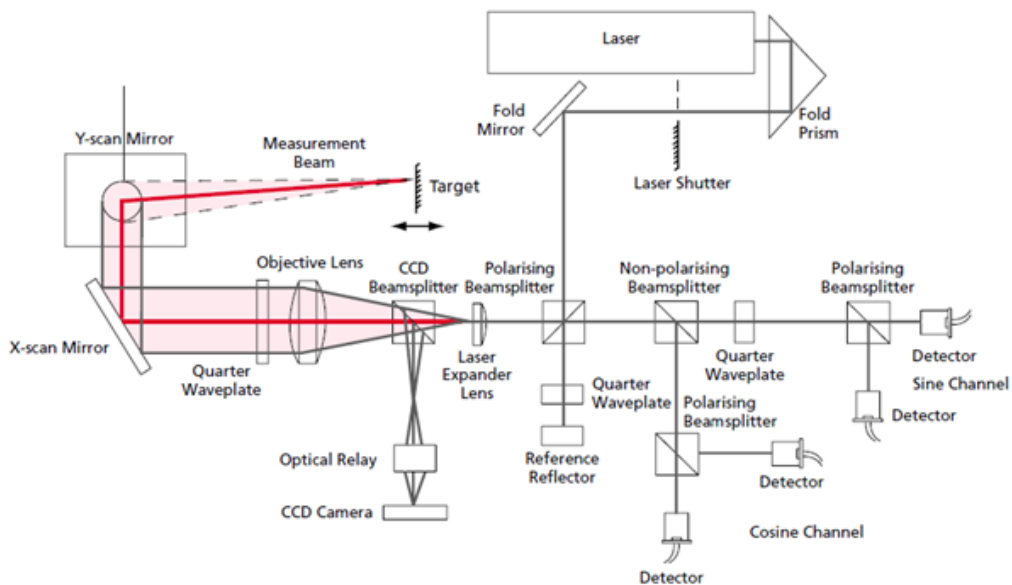 Laser
Fold
Mirror
Fold
Prism
Laser Shutter
Y-scan Mirror
Measurement
Beam
Target
Objective Lens
CCD
Beamsplitter
Polarising
Beamsplitter
Non-polarising
Beamsplitter
Polarising
Beamsplitter
X-scan Mirror
Quarter
Waveplate
Laser
Expander
Lens
Quarter
Waveplate
Quarter
Waveplate
Detector
Sine Channel
Detector
Polarising
Beamsplitter
Optical Relay
Reference
Reflector
Detector
CCD Camera
Cosine Channel
Detector